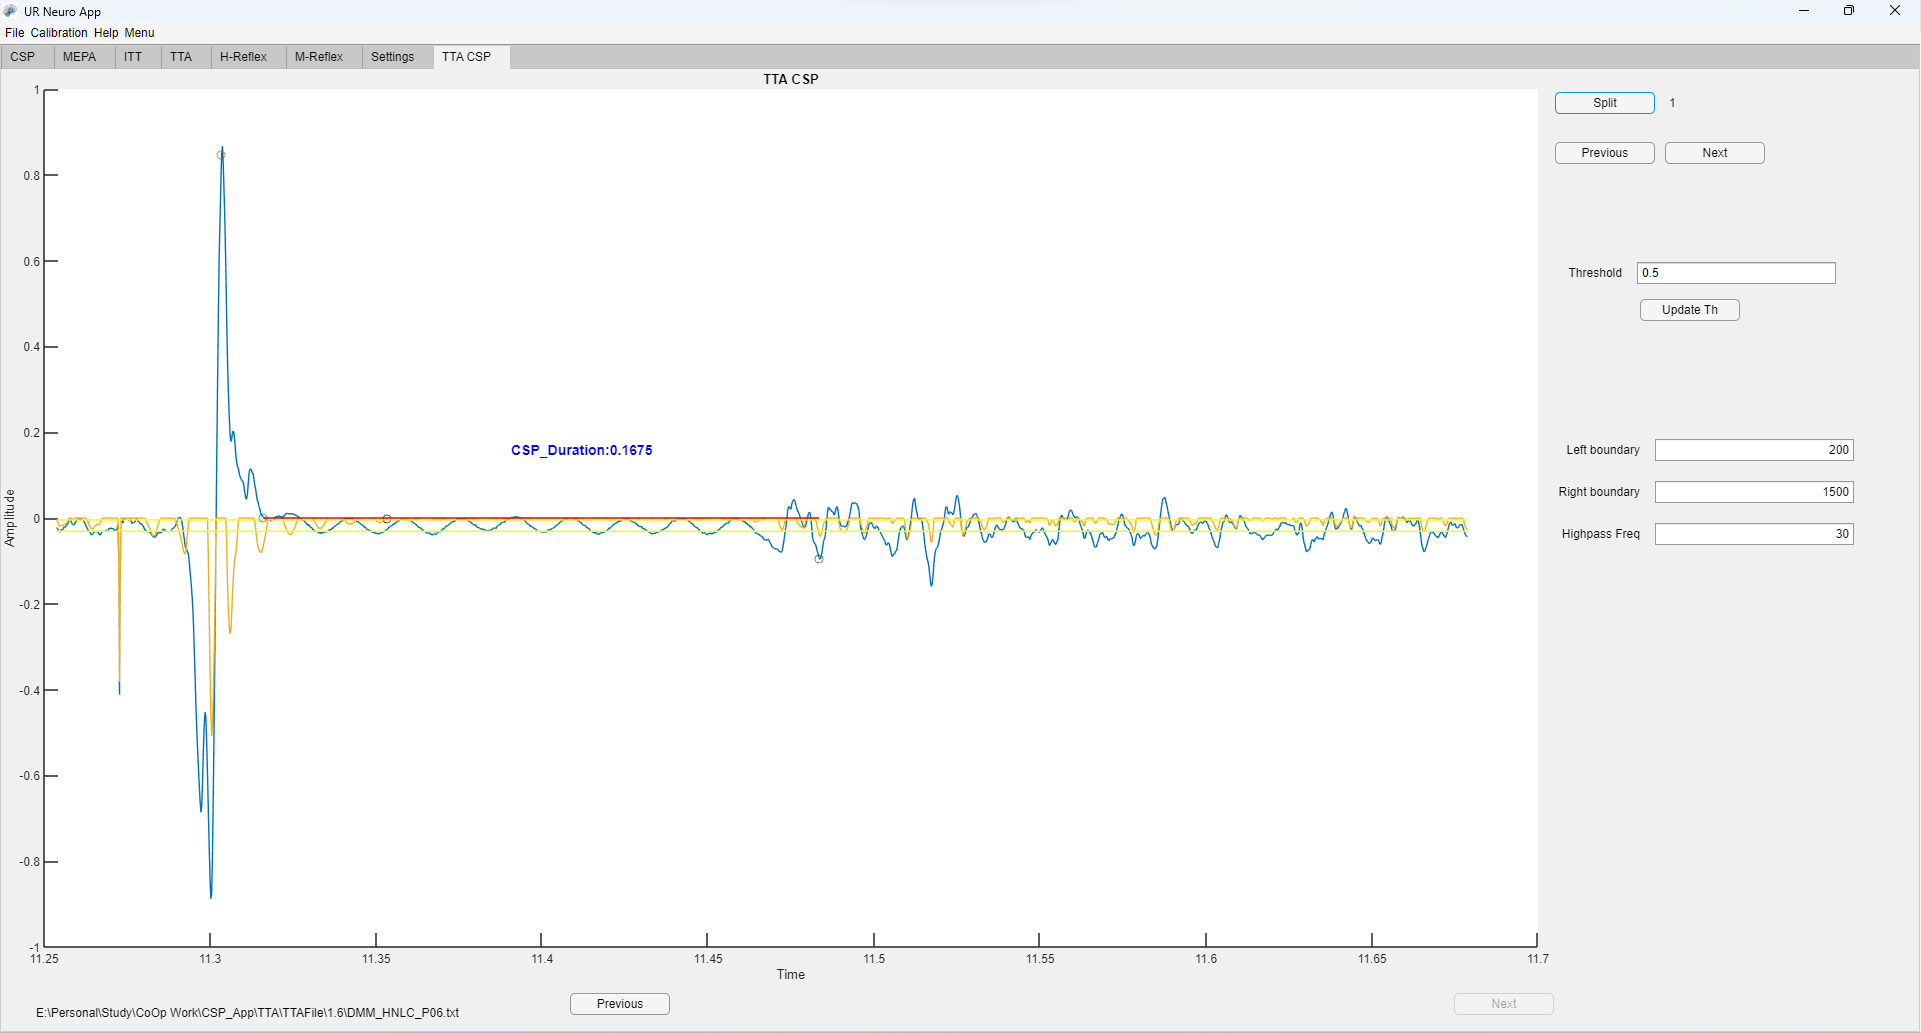 UR Neuro App
File Calibration Help Menu
CSP MEPA ITT TTA H-Reflex M-Reflex Settings TTA CSP
TTA CSP
1
0.8
0.6
0.4
0.2
0
-0.2
-0.4
-0.6
-0.8
-1
Amplitude
CSP_Duration:0.1675
11.25 11.3 11.35 11.4 11.45 11.5 11.55 11.6 11.65 11.7
Time
Split 1
Previous Next
Threshold 0.5
Update Th
Left boundary 200
Right boundary 1500
Highpass Freq 30
Previous Next
E:\Personal\Study\CoOp Work\CSP_App\TTA\TTAFile\1.6\DMM_HNLC_P06.txt